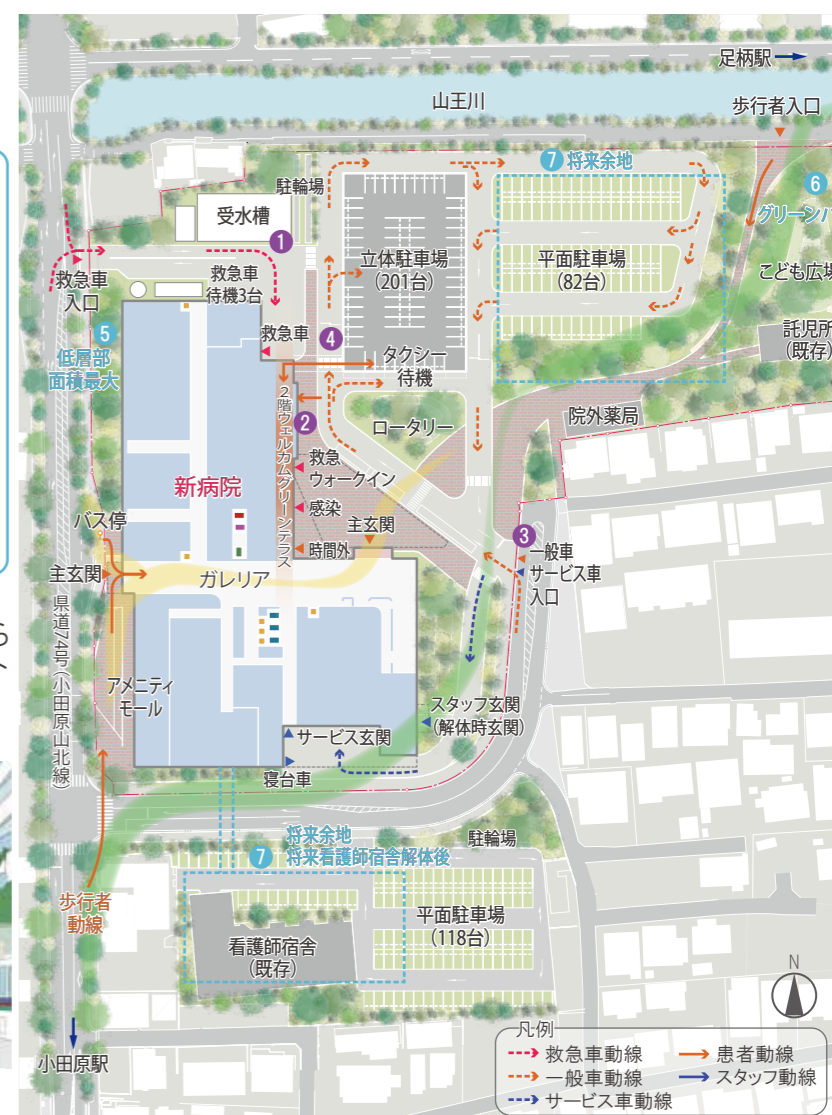 足柄駅
山王川
歩行者入口
7 将来余地
駐輪場
6
グリーンパ
受水槽
1
立体駐車場
(201台)
平面駐車場
(82台)
こども広場
救急車
入口
救急車
待機3台
託児所
(既存)
5
低層部
面積最大
救急車
4
タクシー
待機
2階ウェルカムグリーンテラス
2
ロータリー
院外薬局
救急
ウォークイン
新病院
感染
主玄関
3
一般車
サービス車
入口
バス停
時間外
主玄関
ガレリア
県道74号(小田原山北線)
ら
アメニティ
モール
スタッフ玄関
(解体時玄関)
サービス玄関
寝台車
将来余地
7 将来看護師宿舎解体後
駐輪場
歩行者
動線
平面駐車場
(118台)
看護師宿舎
(既存)
N
小田原駅
凡例
救急車動線
患者動線
一般車動線
スタッフ動線
サービス車動線